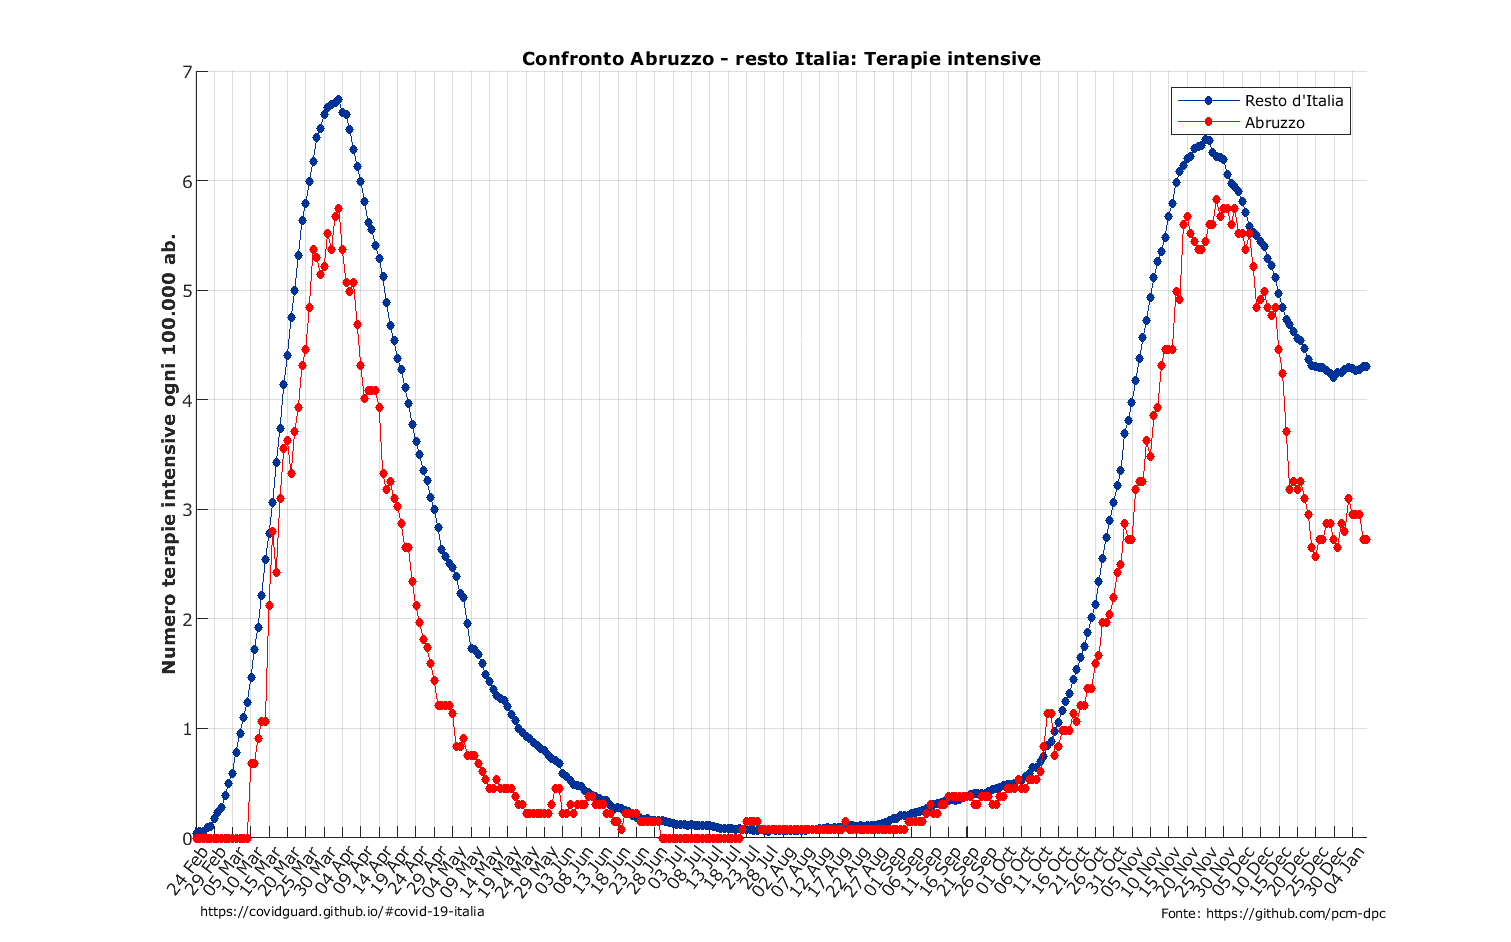 Confronto Abruzzo - resto Italia: Terapie intensive
Resto d'Italia
Abruzzo
Numero terapie intensive ogni 100.000 ab.
7
6
5
4
3
2
1
0
24 Feb
29 Feb
05 Mar
10 Mar
15 Mar
20 Mar
25 Mar
30 Mar
04 Apr
09 Apr
14 Apr
19 Apr
24 Apr
29 Apr
04 May
09 May
14 May
19 May
24 May
29 May
03 Jun
08 Jun
13 Jun
18 Jun
23 Jun
28 Jun
03 Jul
08 Jul
13 Jul
18 Jul
23 Jul
28 Jul
02 Aug
07 Aug
12 Aug
17 Aug
22 Aug
27 Aug
01 Sep
06 Sep
11 Sep
16 Sep
21 Sep
26 Sep
01 Oct
06 Oct
11 Oct
16 Oct
21 Oct
26 Oct
31 Oct
05 Nov
10 Nov
15 Nov
20 Nov
25 Nov
30 Nov
05 Dec
10 Dec
15 Dec
20 Dec
25 Dec
30 Dec
04 Jan
https://covidguard.github.io/#covid-19-italia
Fonte: https://github.com/pcm-dpc